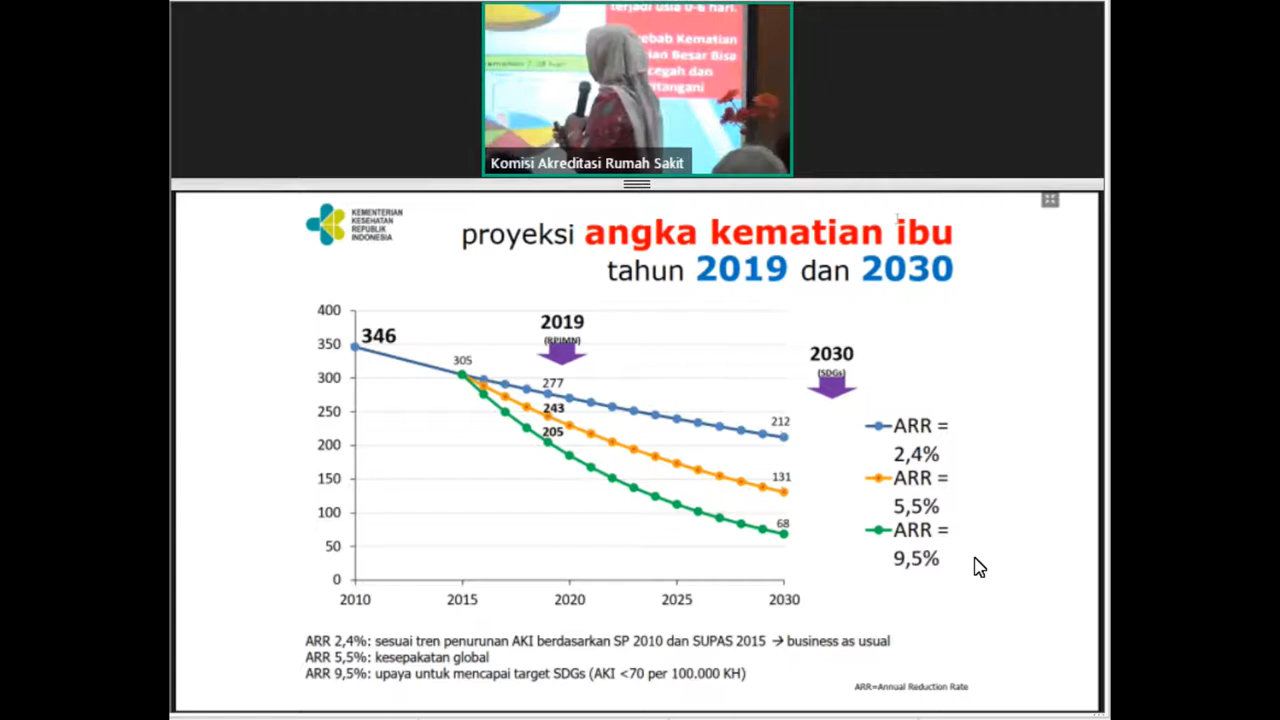 terjadi usia 0-6 hari.
ebab Kematian
ian Besar Bisa
cegah dan
tangani
Komisi Akreditasi Rumah Sakit
KEMENTERIAN
KESEHATAN
REPUBLIK
INDONESIA
proyeksi angka kematian ibu
tahun 2019 dan 2030
400
350
300
250
200
150
100
50
0
346
305
2019
(RPJMN)
277
243
205
2030
(SDGs)
212
131
68
ARR =
2,4%
ARR =
5,5%
ARR =
9,5%
2010 2015 2020 2025 2030
ARR 2,4%: sesuai tren penurunan AKI berdasarkan SP 2010 dan SUPAS 2015 → business as usual
ARR 5,5%: kesepakatan global
ARR 9,5%: upaya untuk mencapai target SDGs (AKI <70 per 100.000 KH)
ARR=Annual Reduction Rate